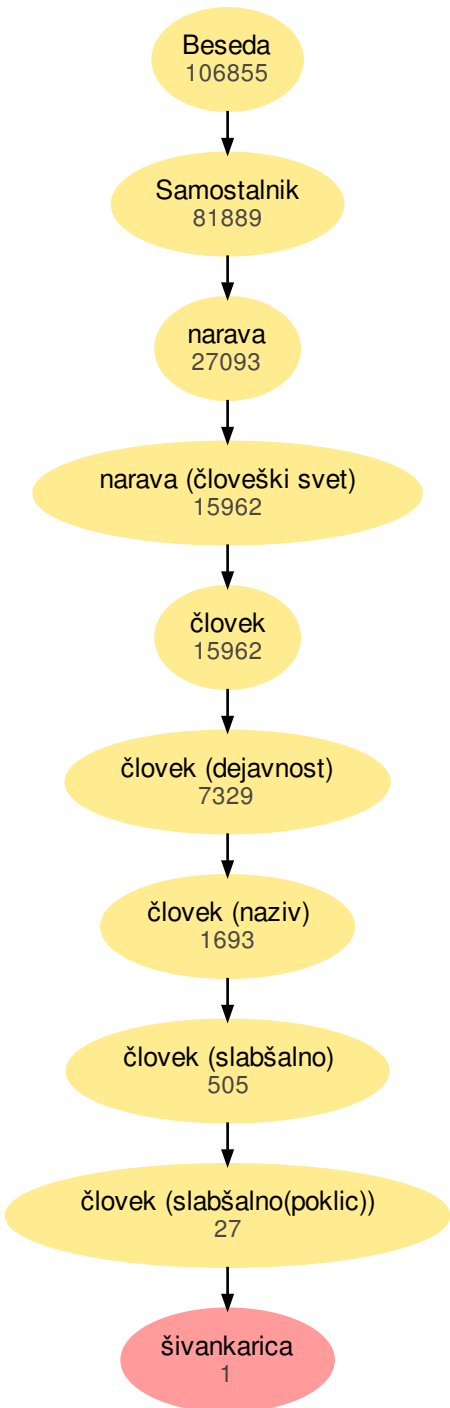 Beseda
106855
Samostalnik
81889
narava
27093
narava (človeški svet)
15962
človek
15962
človek (dejavnost)
7329
človek (naziv)
1693
človek (slabšalno)
505
človek (slabšalno(poklic))
27
šivankarica
1